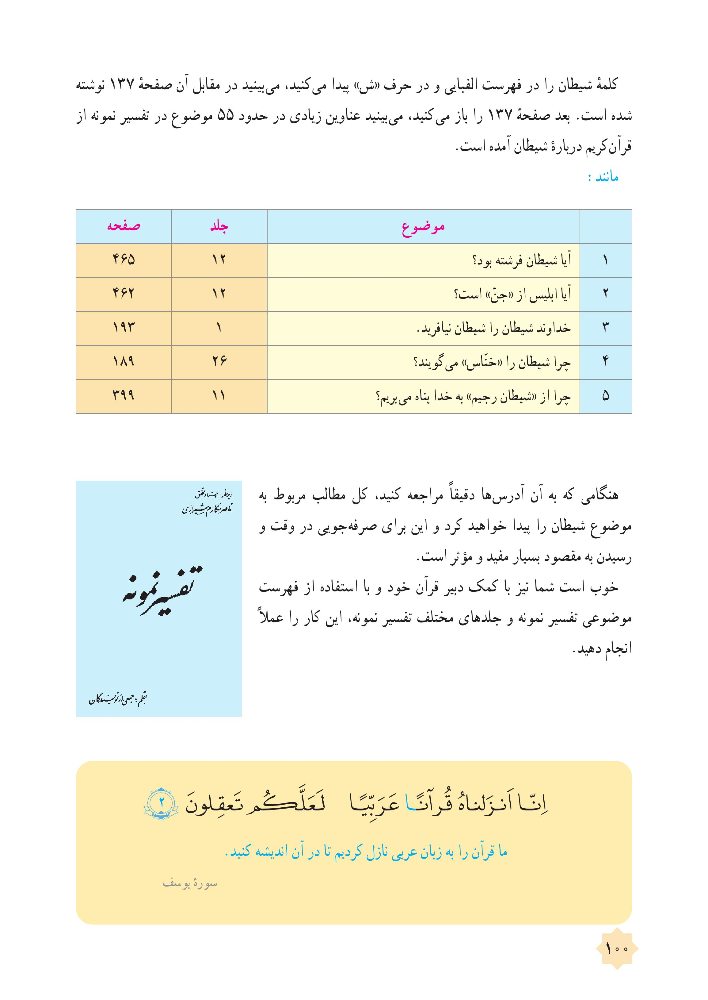 کلمهٔ شیطان را در فهرست الفبایی و در حرف «ش» پیدا می‌کنید، می‌بینید در مقابل آن صفحهٔ ۱۳۷ نوشته
شده است. بعد صفحهٔ ۱۳۷ را باز می‌کنید، می‌بینید عناوین زیادی در حدود ۵۵ موضوع در تفسیر نمونه از
قرآن‌کریم دربارهٔ شیطان آمده است.
مانند :
موضوع جلد صفحه
۱ آیا شیطان فرشته بود؟ ۱۲ ۴۶۵
۲ آیا ابلیس از «جنّ» است؟ ۱۲ ۴۶۲
۳ خداوند شیطان را شیطان نیافرید. ۱ ۱۹۳
۴ چرا شیطان را «خنّاس» می‌گویند؟ ۲۶ ۱۸۹
۵ چرا از «شیطان رجیم» به خدا پناه می‌بریم؟ ۱۱ ۳۹۹
هنگامی که به آن آدرس‌ها دقیقاً مراجعه کنید، کل مطالب مربوط به
موضوع شیطان را پیدا خواهید کرد و این برای صرفه‌جویی در وقت و
رسیدن به مقصود بسیار مفید و مؤثر است.
خوب است شما نیز با کمک دبیر قرآن خود و با استفاده از فهرست
موضوعی تفسیر نمونه و جلدهای مختلف تفسیر نمونه، این کار را عملاً
انجام دهید.
زیرنظر: استاد محقق
ناصر مکارم شیرازی
تفسیر نمونه
بقلم: جمعی از نویسندگان
اِنّـا اَنـزَلناهُ قُرآنًـا عَرَبِیًّـا لَعَلَّـکُم تَعقِـلونَ ۲
ما قرآن را به زبان عربی نازل کردیم تا در آن اندیشه کنید.
سورهٔ یوسف
۱۰۰